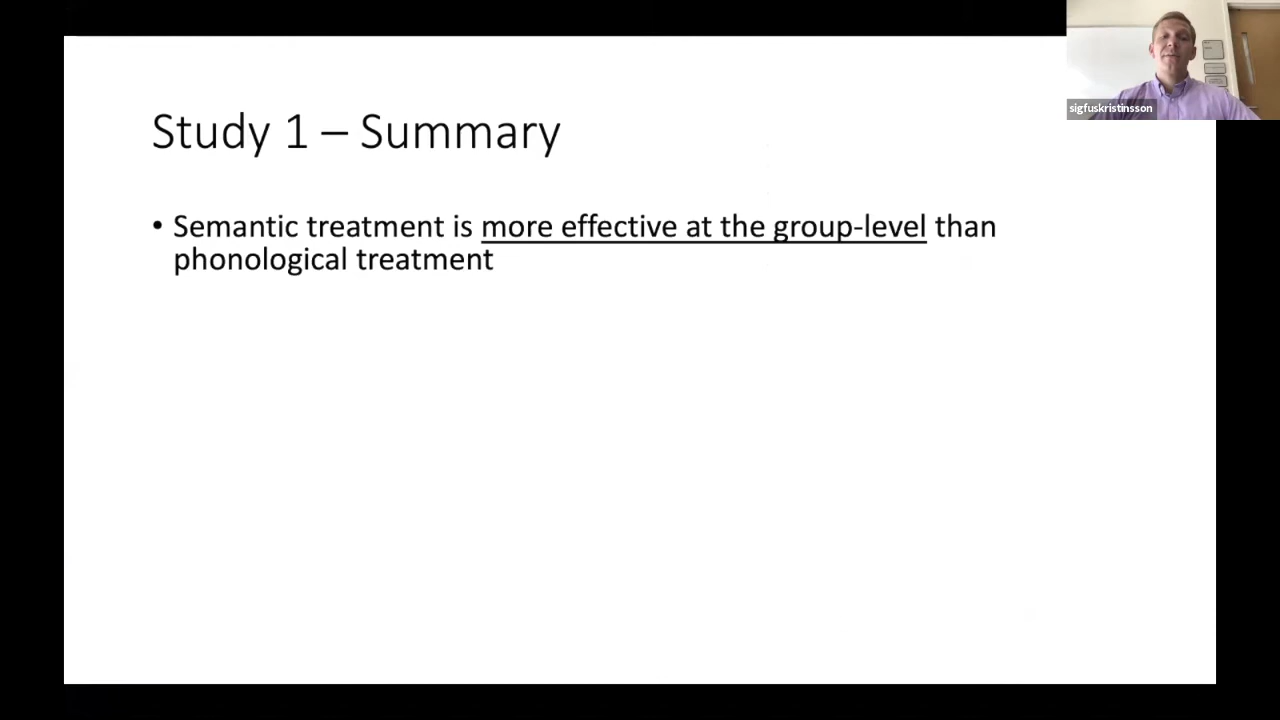 sigfuskristinsson
Study 1 – Summary
• Semantic treatment is more effective at the group-level than
phonological treatment